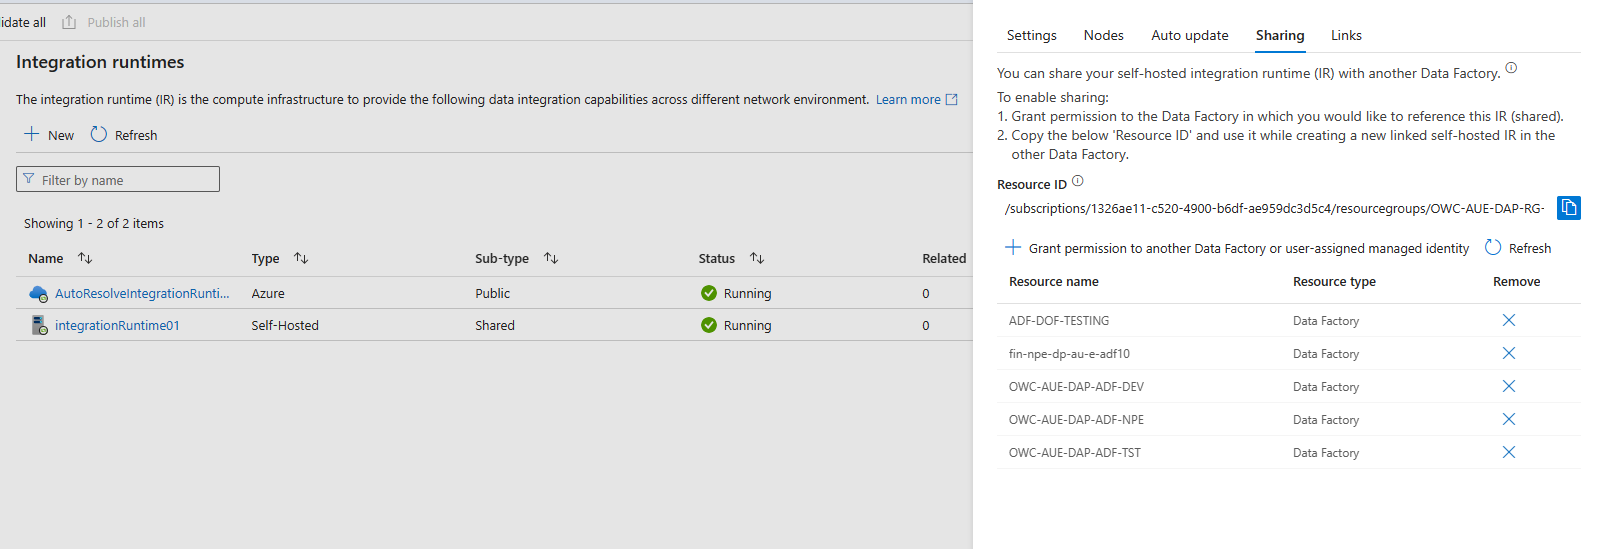 idate all
Publish all
Integration runtimes
The integration runtime (IR) is the compute infrastructure to provide the following data integration capabilities across different network environment. Learn more
New Refresh
Filter by name
Showing 1 - 2 of 2 items
Name Type Sub-type Status Related
AutoResolveIntegrationRunti... Azure Public Running 0
integrationRuntime01 Self-Hosted Shared Running 0
Settings Nodes Auto update Sharing Links
You can share your self-hosted integration runtime (IR) with another Data Factory.
To enable sharing:
1. Grant permission to the Data Factory in which you would like to reference this IR (shared).
2. Copy the below 'Resource ID' and use it while creating a new linked self-hosted IR in the
other Data Factory.
Resource ID
/subscriptions/1326ae11-c520-4900-b6df-ae959dc3d5c4/resourcegroups/OWC-AUE-DAP-RG-
Grant permission to another Data Factory or user-assigned managed identity Refresh
Resource name Resource type Remove
ADF-DOF-TESTING Data Factory
fin-npe-dp-au-e-adf10 Data Factory
OWC-AUE-DAP-ADF-DEV Data Factory
OWC-AUE-DAP-ADF-NPE Data Factory
OWC-AUE-DAP-ADF-TST Data Factory